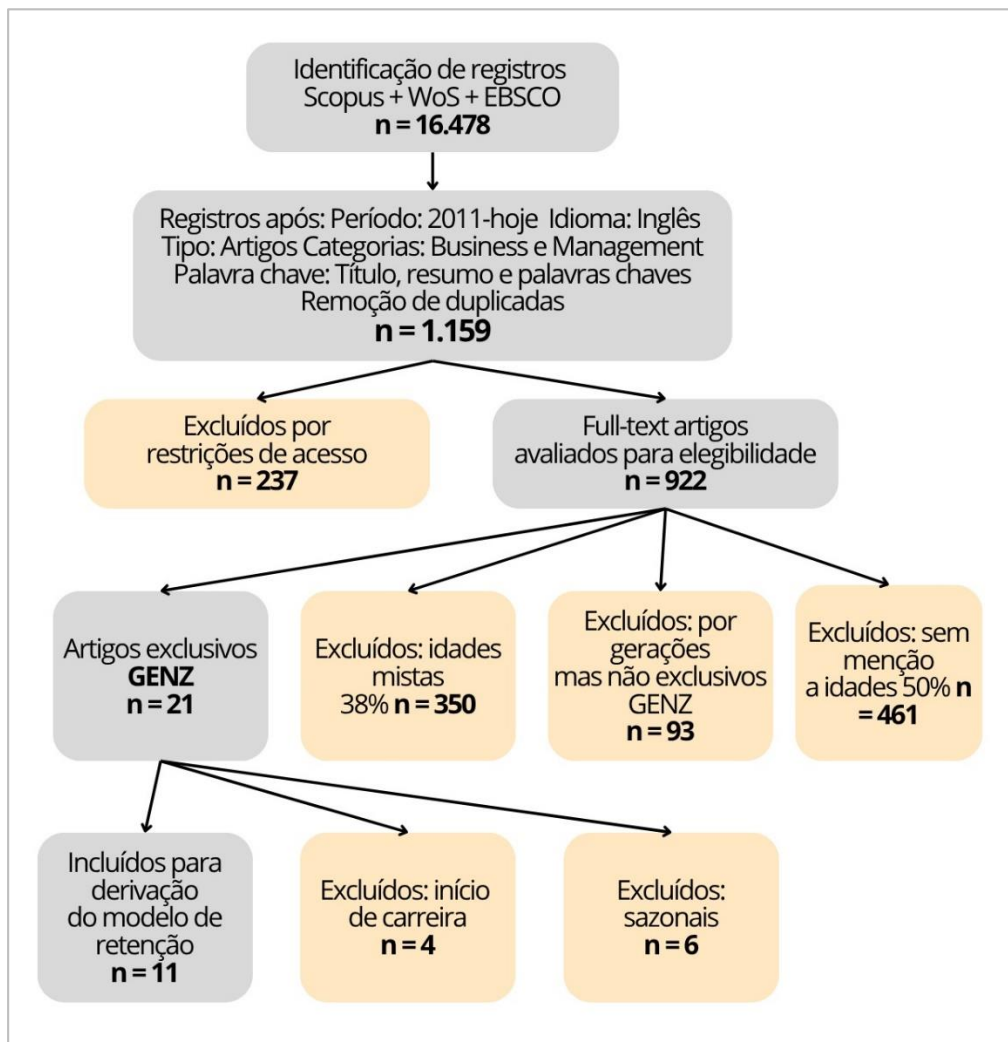 Identificação de registros
Scopus + WoS + EBSCO
n = 16.478
Registros após: Período: 2011-hoje Idioma: Inglês
Tipo: Artigos Categorias: Business e Management
Palavra chave: Título, resumo e palavras chaves
Remoção de duplicadas
n = 1.159
Excluídos por
restrições de acesso
n = 237
Full-text artigos
avaliados para elegibilidade
n = 922
Artigos exclusivos
GENZ
n = 21
Excluídos: idades
mistas
38% n = 350
Excluídos: por
gerações
mas não exclusivos
GENZ
n = 93
Excluídos: sem
menção
a idades 50% n
= 461
Incluídos para
derivação
do modelo de
retenção
n = 11
Excluídos: início
de carreira
n = 4
Excluídos:
sazonais
n = 6